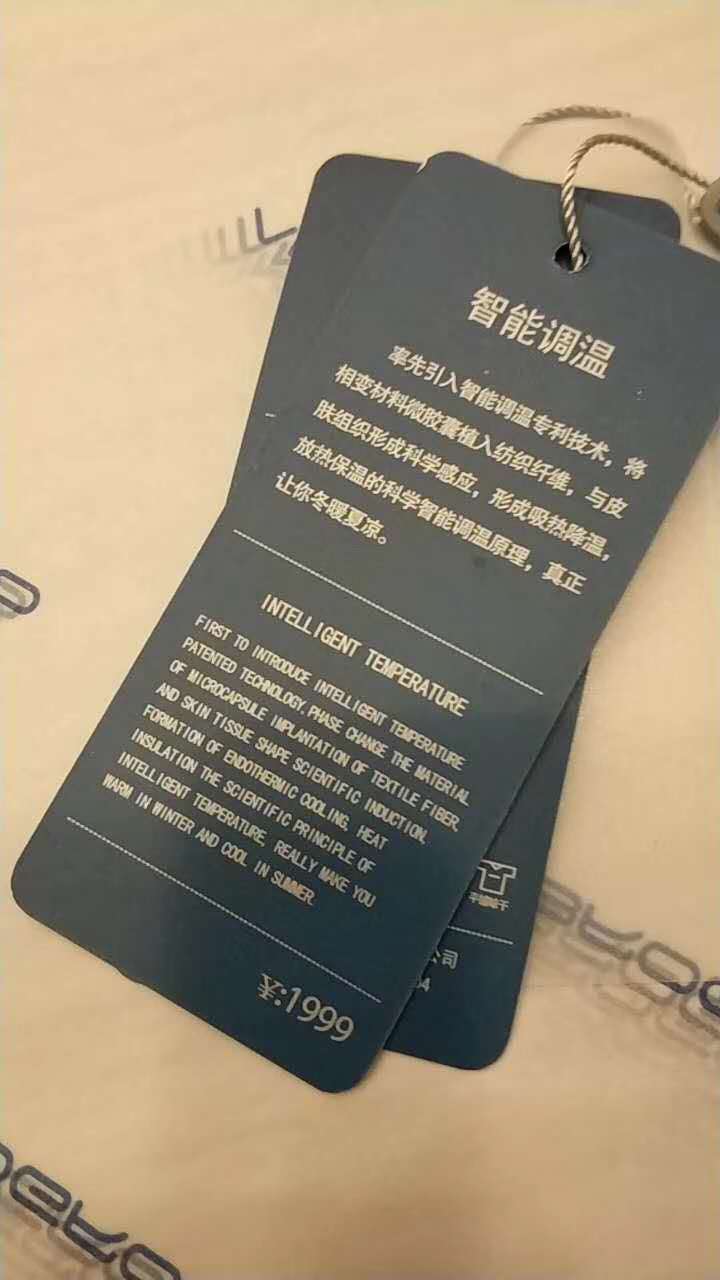 智能调温
率先引入智能调温专利技术，将
相变材料微胶囊植入纺织纤维，与皮
肤组织形成科学感应，形成吸热降温，
放热保温的科学智能调温原理，真正
让你冬暖夏凉。
INTELLIGENT TEMPERATURE
FIRST TO INTRODUCE INTELLIGENT TEMPERATURE
PATENTED TECHNOLOGY.PHASE CHANGE THE MATERIAL
OF MICROCAPSULE IMPLANTATION OF TEXTILE FIBER,
AND SKIN TISSUE SHAPE SCIENTIFIC INDUCTION,
FORMATION OF ENDOTHERMIC COOLING, HEAT
INSULATION THE SCIENTIFIC PRINCIPLE OF
INTELLIGENT TEMPERATURE, REALLY MAKE YOU
WARM IN WINTER AND COOL IN SUMMER.
:1999
公司
04